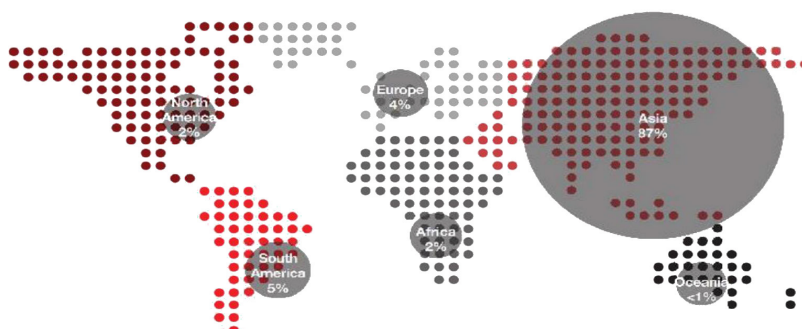 North
America
2%
Europe
4%
Asia
87%
South
America
5%
Africa
2%
Oceania
<1%